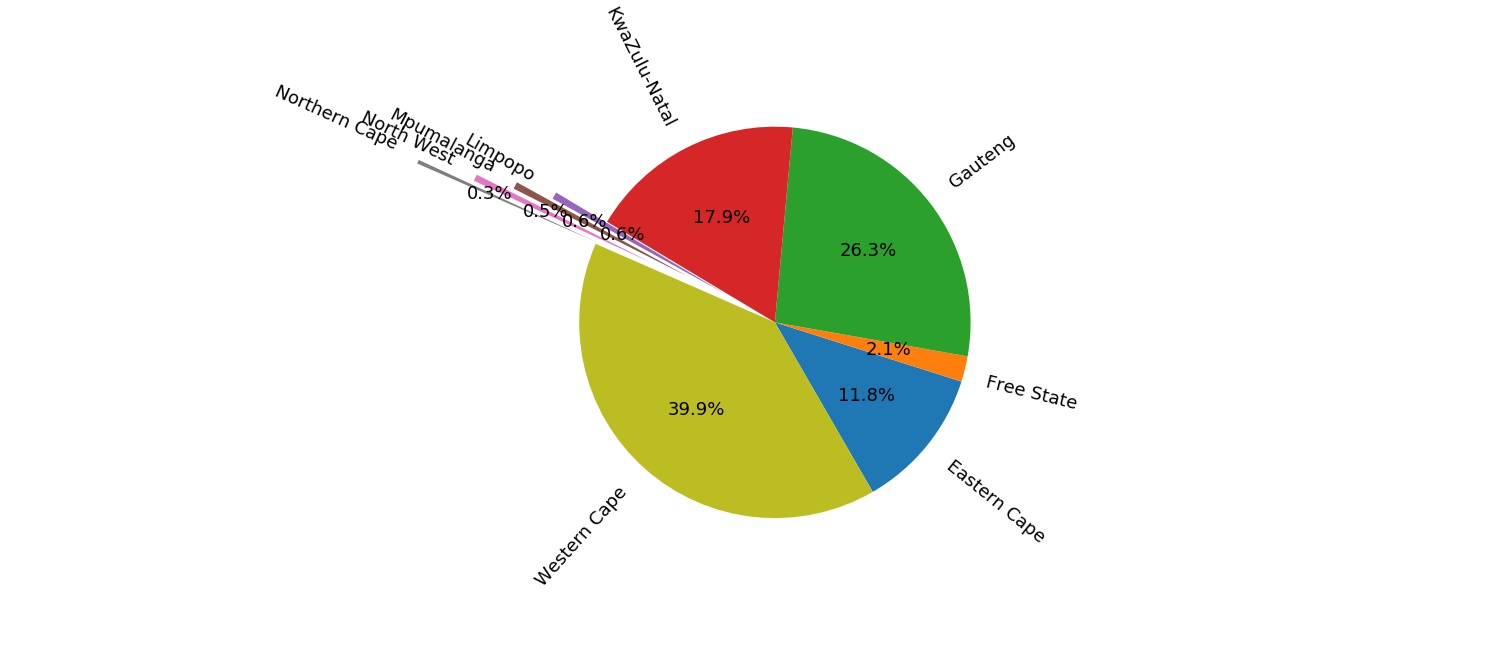 KwaZulu-Natal
Gauteng
Northern Cape
North West
Mpumalanga
Limpopo
17.9%
26.3%
0.3%
0.5%
0.6%
0.6%
2.1%
Free State
11.8%
39.9%
Eastern Cape
Western Cape